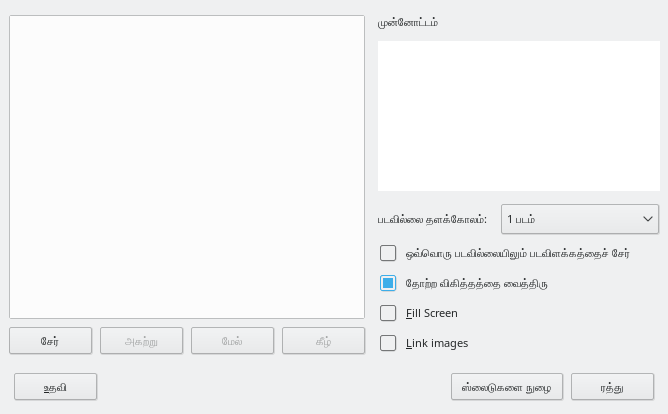 முன்னோட்டம்
படவில்லை தளக்கோலம்: 1 படம்
ஒவ்வொரு படவில்லையிலும் படவிளக்கத்தைச் சேர்
தோற்ற விகித்தத்தை வைத்திரு
Fill Screen
Link images
சேர் அகற்று மேல் கீழ்
உதவி ஸ்லைடுகளை நுழை ரத்து